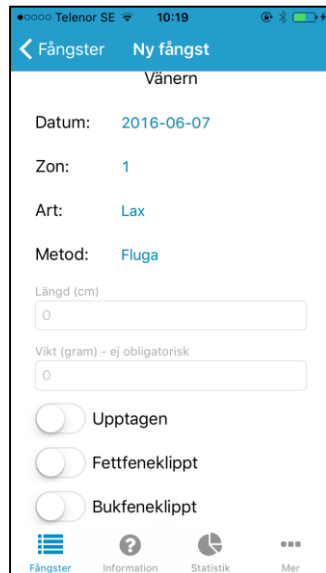 Telenor SE 10:19
Fångster Ny fångst
Vänern
Datum: 2016-06-07
Zon: 1
Art: Lax
Metod: Fluga
Längd (cm)
0
Vikt (gram) - ej obligatorisk
0
Upptagen
Fettfeneklippt
Bukfeneklippt
Fångster Information Statistik Mer